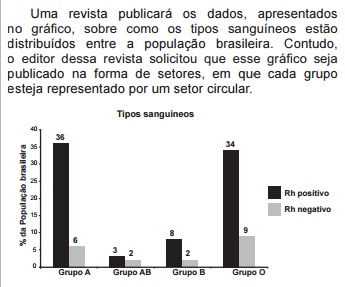 Uma revista publicará os dados, apresentados
no gráfico, sobre como os tipos sanguíneos estão
distribuídos entre a população brasileira. Contudo,
o editor dessa revista solicitou que esse gráfico seja
publicado na forma de setores, em que cada grupo
esteja representado por um setor circular.
Tipos sanguíneos
% da População brasileira
40
35
30
25
20
15
10
5
0
36
6
3
2
8
2
34
9
Grupo A
Grupo AB
Grupo B
Grupo O
Rh positivo
Rh negativo